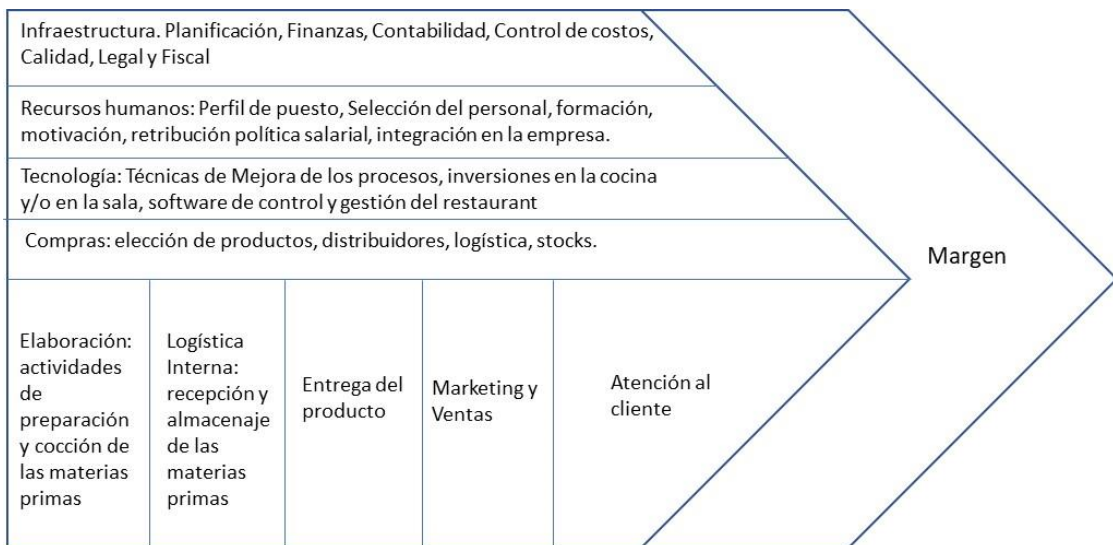 Infraestructura. Planificación, Finanzas, Contabilidad, Control de costos,
Calidad, Legal y Fiscal
Recursos humanos: Perfil de puesto, Selección del personal, formación,
motivación, retribución política salarial, integración en la empresa.
Tecnología: Técnicas de Mejora de los procesos, inversiones en la cocina
y/o en la sala, software de control y gestión del restaurant
Compras: elección de productos, distribuidores, logística, stocks.
Margen
Elaboración:
actividades
de
preparación
y cocción de
las materias
primas
Logística
Interna:
recepción y
almacenaje
de las
materias
primas
Entrega del
producto
Marketing y
Ventas
Atención al
cliente